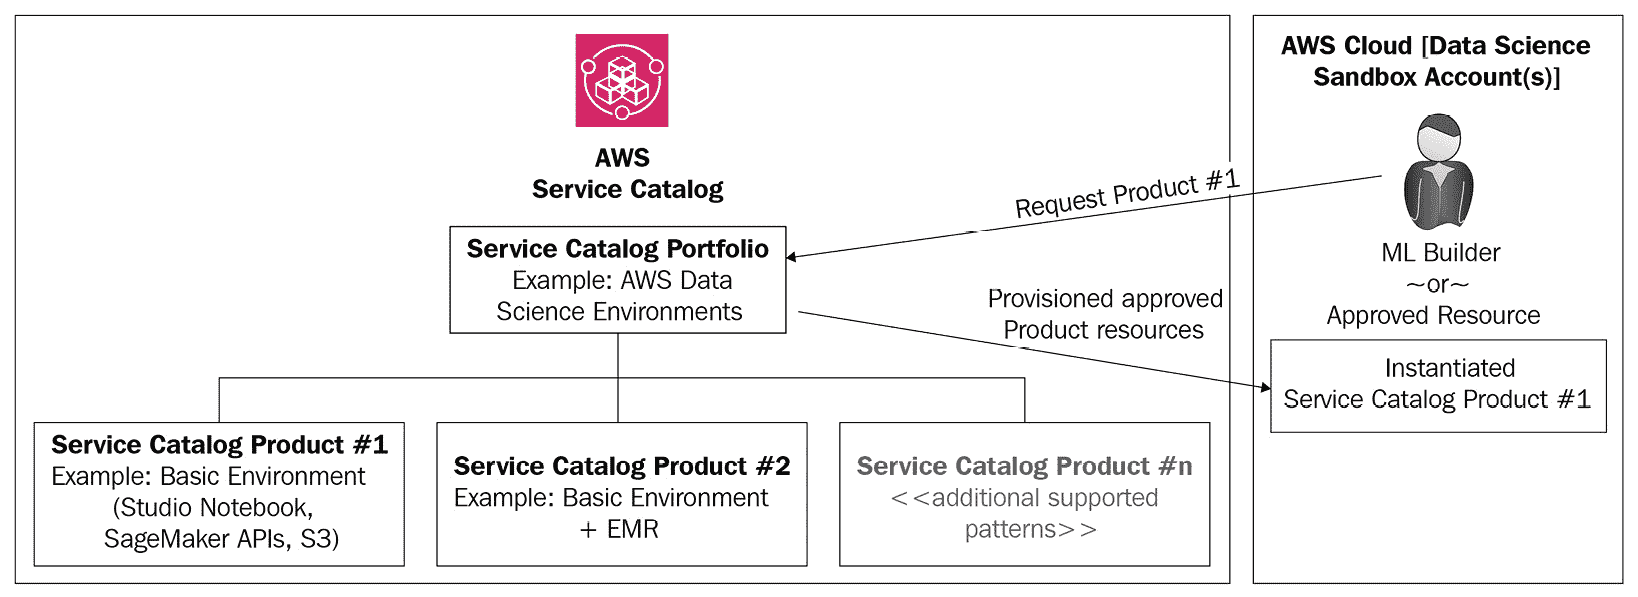 AWS
Service Catalog
Service Catalog Portfolio
Example: AWS Data
Science Environments
Service Catalog Product #1
Example: Basic Environment
(Studio Notebook,
SageMaker APIs, S3)
Service Catalog Product #2
Example: Basic Environment
+ EMR
Service Catalog Product #n
<<additional supported
patterns>>
Request Product #1
Provisioned approved
Product resources
AWS Cloud [Data Science
Sandbox Account(s)]
ML Builder
~or~
Approved Resource
Instantiated
Service Catalog Product #1